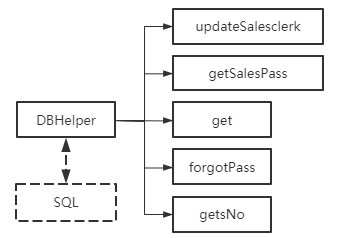 updateSalesclerk
getSalesPass
DBHelper
get
forgotPass
SQL
getsNo